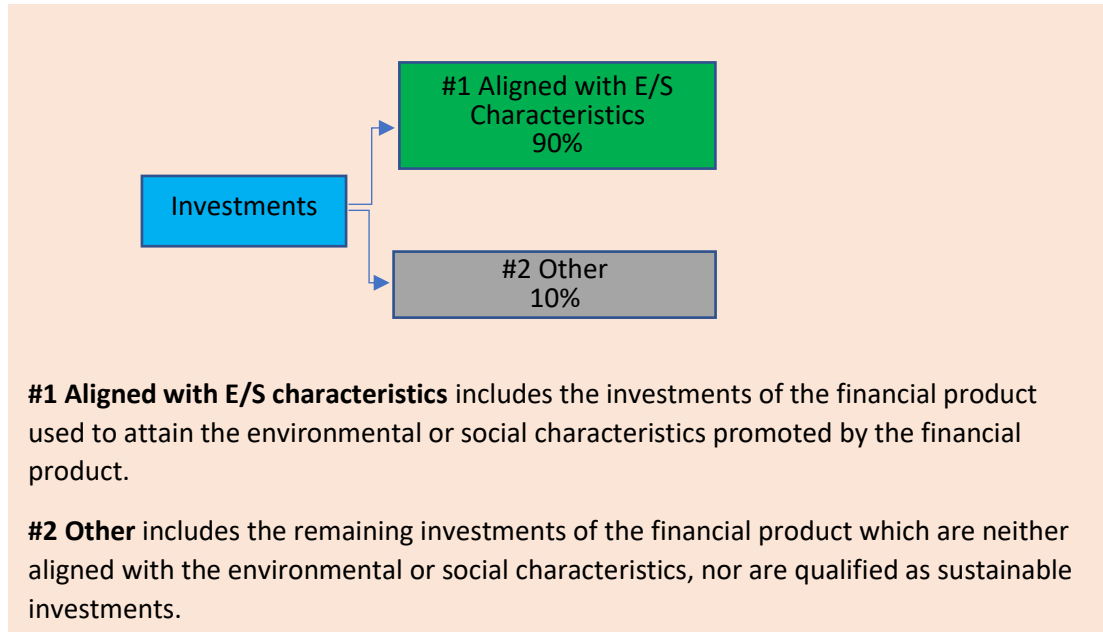 #1 Aligned with E/S
Characteristics
90%
Investments
#2 Other
10%
#1 Aligned with E/S characteristics includes the investments of the financial product
used to attain the environmental or social characteristics promoted by the financial
product.
#2 Other includes the remaining investments of the financial product which are neither
aligned with the environmental or social characteristics, nor are qualified as sustainable
investments.